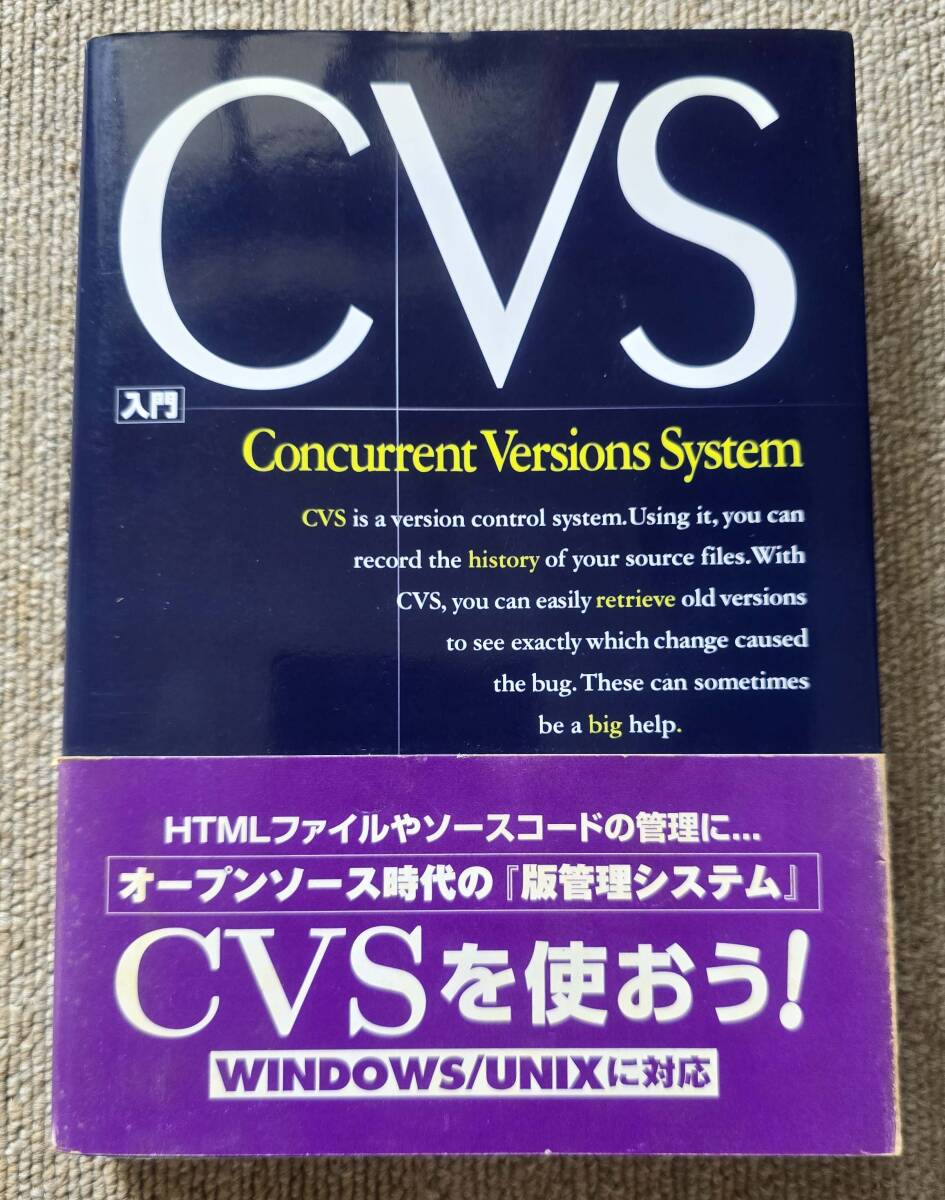 CVS
入門
Concurrent Versions System
CVS is a version control system.Using it, you can
record the history of your source files.With
CVS, you can easily retrieve old versions
to see exactly which change caused
the bug.These can sometimes
be a big help.
HTMLファイルやソースコードの管理に...
オープンソース時代の『版管理システム』
CVSを使おう!
WINDOWS/UNIXに対応